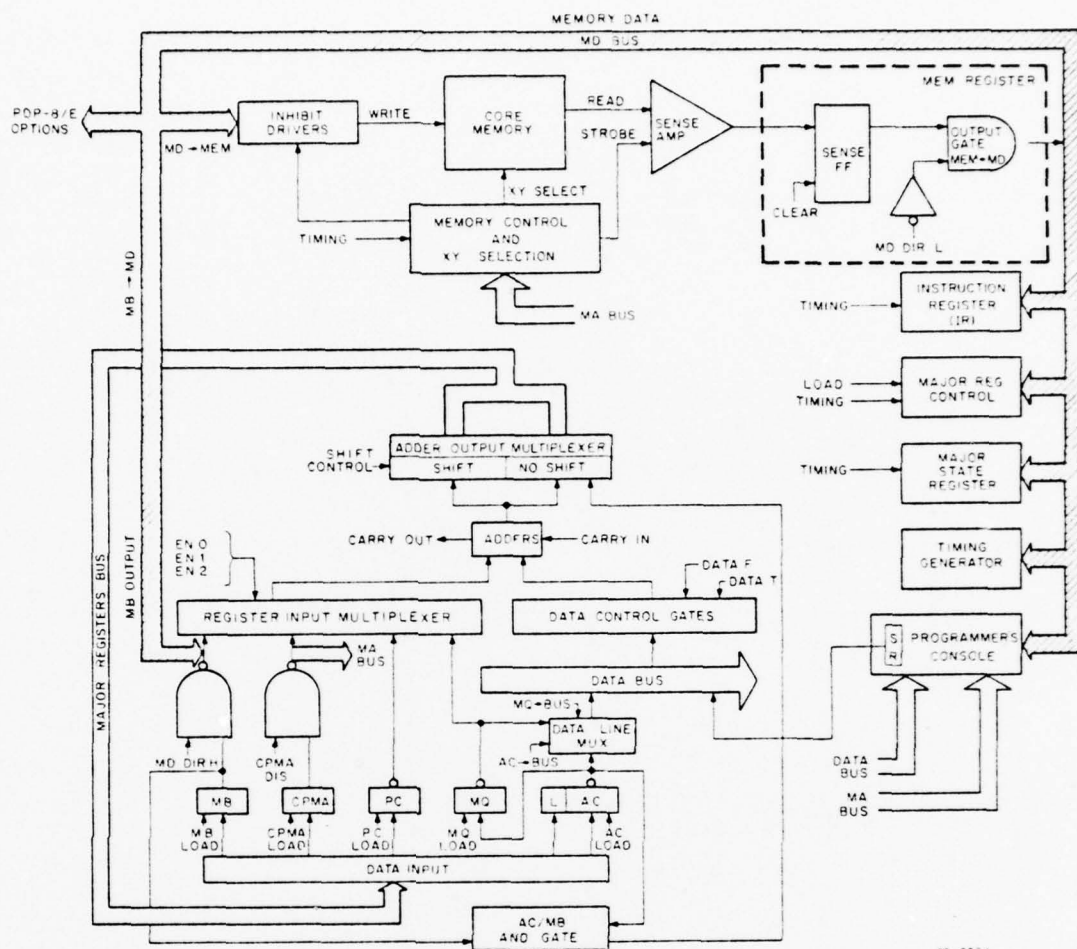 MEMORY DATA
MD BUS
MEM REGISTER
PDP-8/E
OPTIONS
INHIBIT
DRIVERS
WRITE
CORE
MEMORY
READ
STROBE
SENSE
AMP
SENSE
FF
OUTPUT
GATE
MEM→MD
MD→MEM
XY SELECT
CLEAR
MD DIR L
TIMING
MEMORY CONTROL
AND
XY SELECTION
MA BUS
MB→MD
TIMING
INSTRUCTION
REGISTER
(IR)
LOAD
TIMING
MAJOR REG
CONTROL
ADDER OUTPUT MULTIPLEXER
SHIFT
CONTROL
SHIFT
NO SHIFT
TIMING
MAJOR
STATE
REGISTER
EN 0
EN 1
EN 2
CARRY OUT
ADDERS
CARRY IN
TIMING
GENERATOR
DATA F
DATA T
REGISTER INPUT MULTIPLEXER
DATA CONTROL GATES
MAJOR REGISTERS BUS
MB OUTPUT
MA
BUS
DATA BUS
SR
PROGRAMMERS
CONSOLE
MQ→BUS
DATA LINE
MUX
AC→BUS
MD DIR H
CPMA
DIS
DATA
BUS
MA
BUS
MB
CPMA
PC
MQ
L
AC
MB
LOAD
CPMA
LOAD
PC
LOAD
MQ
LOAD
AC
LOAD
DATA INPUT
AC/MB
AND GATE